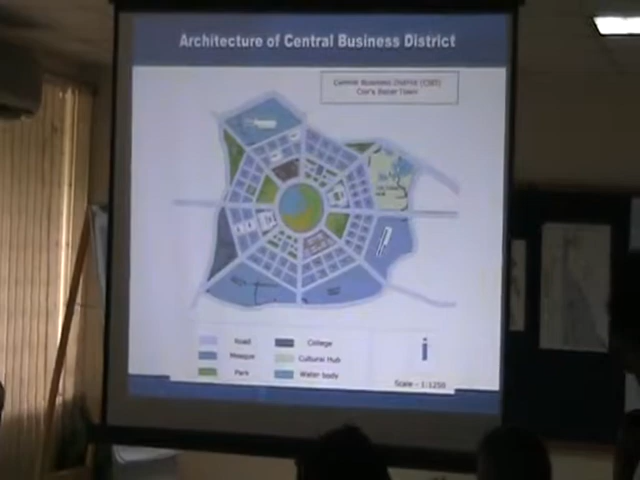 Architecture of Central Business District
Central Business District (CBD)
Cox's Bazar Town
Road
College
Mosque
Cultural Hub
Park
Water body
Scale - 1:1250